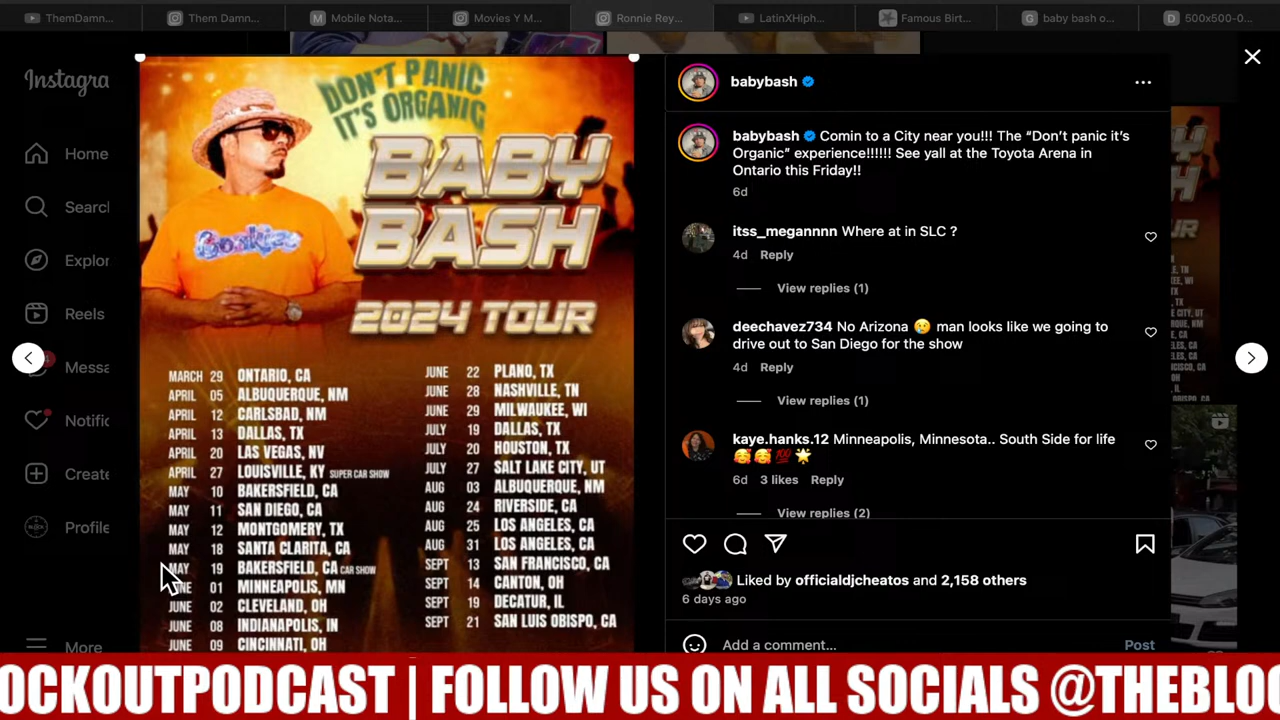 ThemDamn...
Them Damn...
Mobile Nota...
Movies Y M...
Ronnie Rey...
LatinXHiph...
Famous Birt...
baby bash o...
500x500-0...
Instagra
Home
Searcl
Explor
Reels
Messa
Notific
Create
Profile
More
DON'T PANIC
IT'S ORGANIC
BABY
BASH
2024 TOUR
Cookies
MARCH 29 ONTARIO, CA
APRIL 05 ALBUQUERQUE, NM
APRIL 12 CARLSBAD, NM
APRIL 13 DALLAS, TX
APRIL 20 LAS VEGAS, NV
APRIL 27 LOUISVILLE, KY SUPER CAR SHOW
MAY 10 BAKERSFIELD, CA
MAY 11 SAN DIEGO, CA
MAY 12 MONTGOMERY, TX
MAY 18 SANTA CLARITA, CA
MAY 19 BAKERSFIELD, CA CAR SHOW
JUNE 01 MINNEAPOLIS, MN
JUNE 02 CLEVELAND, OH
JUNE 08 INDIANAPOLIS, IN
JUNE 09 CINCINNATI, OH
JUNE 22 PLANO, TX
JUNE 28 NASHVILLE, TN
JUNE 29 MILWAUKEE, WI
JULY 19 DALLAS, TX
JULY 20 HOUSTON, TX
JULY 27 SALT LAKE CITY, UT
AUG 03 ALBUQUERQUE, NM
AUG 24 RIVERSIDE, CA
AUG 25 LOS ANGELES, CA
AUG 31 LOS ANGELES, CA
SEPT 13 SAN FRANCISCO, CA
SEPT 14 CANTON, OH
SEPT 19 DECATUR, IL
SEPT 21 SAN LUIS OBISPO, CA
babybash
babybash Comin to a City near you!!! The “Don’t panic it’s
Organic” experience!!!!!! See yall at the Toyota Arena in
Ontario this Friday!!
6d
itss_megannnn Where at in SLC ?
4d Reply
View replies (1)
deechavez734 No Arizona 😢 man looks like we going to
drive out to San Diego for the show
4d Reply
View replies (1)
kaye.hanks.12 Minneapolis, Minnesota.. South Side for life
🥰🥰💯🌟
6d 3 likes Reply
View replies (2)
Liked by officialdjcheatos and 2,158 others
6 days ago
Add a comment...
Post
OCKOUTPODCAST | FOLLOW US ON ALL SOCIALS @THEBLOC